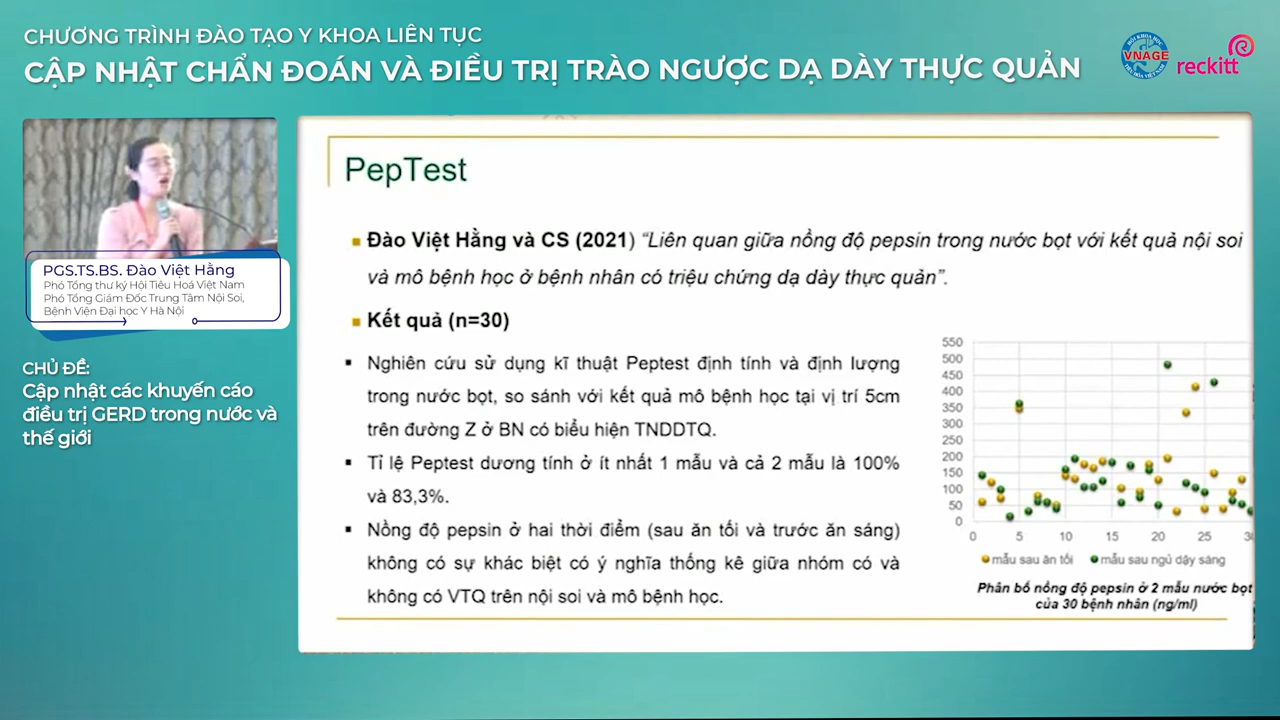 CHƯƠNG TRÌNH ĐÀO TẠO Y KHOA LIÊN TỤC
CẬP NHẬT CHẨN ĐOÁN VÀ ĐIỀU TRỊ TRÀO NGƯỢC DẠ DÀY THỰC QUẢN
VNAGE
reckitt
PepTest
Đào Việt Hằng và CS (2021) “Liên quan giữa nồng độ pepsin trong nước bọt với kết quả nội soi
và mô bệnh học ở bệnh nhân có triệu chứng dạ dày thực quản”.
Kết quả (n=30)
Nghiên cứu sử dụng kĩ thuật Peptest định tính và định lượng
trong nước bọt, so sánh với kết quả mô bệnh học tại vị trí 5cm
trên đường Z ở BN có biểu hiện TNDDTQ.
Tỉ lệ Peptest dương tính ở ít nhất 1 mẫu và cả 2 mẫu là 100%
và 83,3%.
Nồng độ pepsin ở hai thời điểm (sau ăn tối và trước ăn sáng)
không có sự khác biệt có ý nghĩa thống kê giữa nhóm có và
không có VTQ trên nội soi và mô bệnh học.
550
500
450
400
350
300
250
200
150
100
50
0
0 5 10 15 20 25
mẫu sau ăn tối mẫu sau ngủ dậy sáng
Phân bố nồng độ pepsin ở 2 mẫu nước bọt
của 30 bệnh nhân (ng/ml)
PGS.TS.BS. Đào Việt Hằng
Phó Tổng thư ký Hội Tiêu Hoá Việt Nam
Phó Tổng Giám Đốc Trung Tâm Nội Soi,
Bệnh Viện Đại học Y Hà Nội
CHỦ ĐỀ:
Cập nhật các khuyến cáo
điều trị GERD trong nước và
thế giới